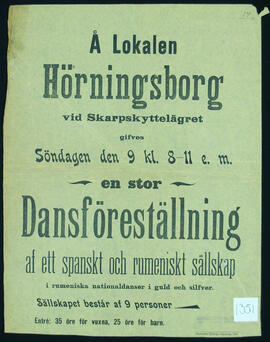 Å Lokalen
Hörningsborg
vid Skarpskyttelägret
gifves
Söndagen den 9 kl. 8-11 e. m.
en stor
Dansföreställning
af ett spanskt och rumeniskt sällskap
i rumeniska nationaldanser i guld och silfver.
Sällskapet består af 9 personer
Entré: 35 öre för vuxna, 25 öre för barn.
1351